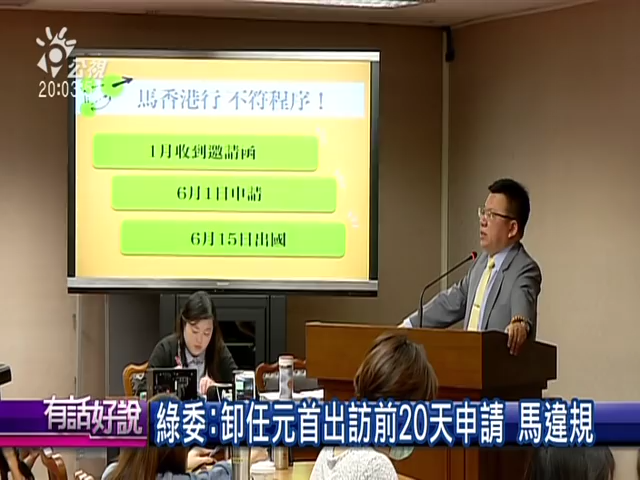 公視
20:03
馬香港行 不符程序！
1月收到邀請函
6月1日申請
6月15日出國
有話好說
綠委：卸任元首出訪前20天申請 馬違規